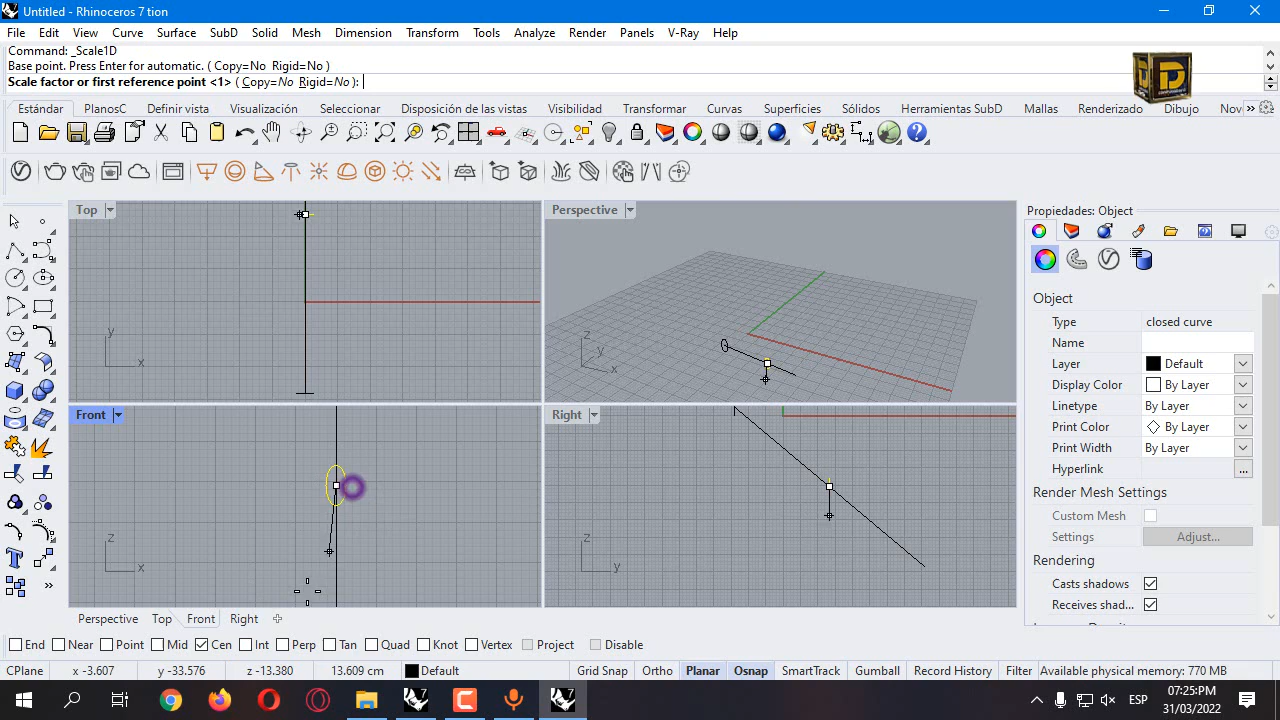 Untitled - Rhinoceros 7 tion
File Edit View Curve Surface SubD Solid Mesh Dimension Transform Tools Analyze Render Panels V-Ray Help
Command: _Scale1D
Base point. Press Enter for automatic. ( Copy=No Rigid=No )
Scale factor or first reference point <1> ( Copy=No Rigid=No ):
Estándar PlanosC Definir vista Configurar vista Seleccionar Disposición de las vistas Visibilidad Transformar Curvas Superficies Sólidos Herramientas SubD Mallas Renderizado Dibujo Nov »
Top
Perspective
Propiedades: Object
Object
Type closed curve
Name
Layer Default
Display Color By Layer
Linetype By Layer
Print Color By Layer
Print Width By Layer
Hyperlink ...
Render Mesh Settings
Custom Mesh
Settings Adjust...
Rendering
Casts shadows
Receives shad...
y
x
z
y
x
Front
Right
z
x
z
y
Perspective Top Front Right
End Near Point Mid Cen Int Perp Tan Quad Knot Vertex Project Disable
CPlane x -3.607 y -33.576 z -13.380 13.609 cm Default Grid Snap Ortho Planar Osnap SmartTrack Gumball Record History Filter Available physical memory: 770 MB
ESP
07:25PM
31/03/2022